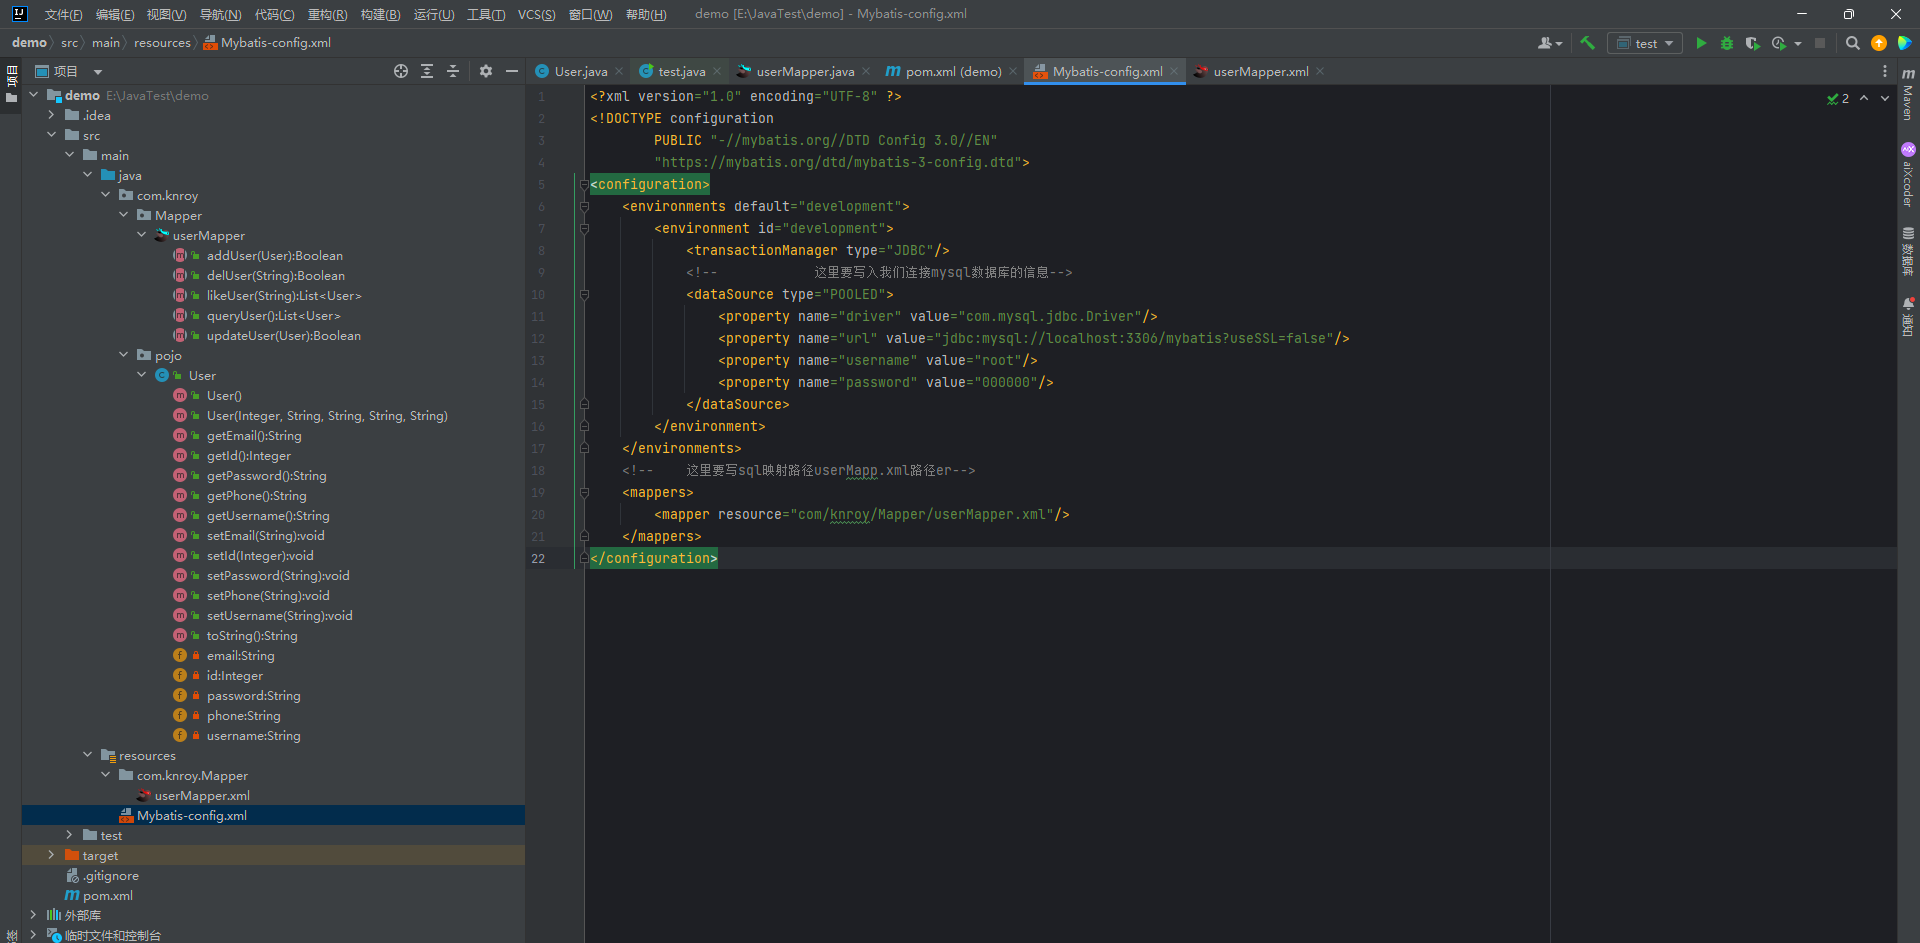 文件(F) 编辑(E) 视图(V) 导航(N) 代码(C) 重构(R) 构建(B) 运行(U) 工具(T) VCS(S) 窗口(W) 帮助(H) demo [E:\JavaTest\demo] - Mybatis-config.xml
demo src main resources Mybatis-config.xml
test
项目
项目
User.java test.java userMapper.java pom.xml (demo) Mybatis-config.xml userMapper.xml
demo E:\JavaTest\demo
.idea
src
main
java
com.knroy
Mapper
userMapper
addUser(User):Boolean
delUser(String):Boolean
likeUser(String):List<User>
queryUser():List<User>
updateUser(User):Boolean
pojo
User
User()
User(Integer, String, String, String, String)
getEmail():String
getId():Integer
getPassword():String
getPhone():String
getUsername():String
setEmail(String):void
setId(Integer):void
setPassword(String):void
setPhone(String):void
setUsername(String):void
toString():String
email:String
id:Integer
password:String
phone:String
username:String
resources
com.knroy.Mapper
userMapper.xml
Mybatis-config.xml
test
target
.gitignore
pom.xml
外部库
临时文件和控制台
1 <?xml version="1.0" encoding="UTF-8" ?>
2 <!DOCTYPE configuration
3 PUBLIC "-//mybatis.org//DTD Config 3.0//EN"
4 "https://mybatis.org/dtd/mybatis-3-config.dtd">
5 <configuration>
6 <environments default="development">
7 <environment id="development">
8 <transactionManager type="JDBC"/>
9 <!-- 这里要写入我们连接mysql数据库的信息-->
10 <dataSource type="POOLED">
11 <property name="driver" value="com.mysql.jdbc.Driver"/>
12 <property name="url" value="jdbc:mysql://localhost:3306/mybatis?useSSL=false"/>
13 <property name="username" value="root"/>
14 <property name="password" value="000000"/>
15 </dataSource>
16 </environment>
17 </environments>
18 <!-- 这里要写sql映射路径userMapp.xml路径er-->
19 <mappers>
20 <mapper resource="com/knroy/Mapper/userMapper.xml"/>
21 </mappers>
22 </configuration>
2
Maven
aiXcoder
数据库
通知